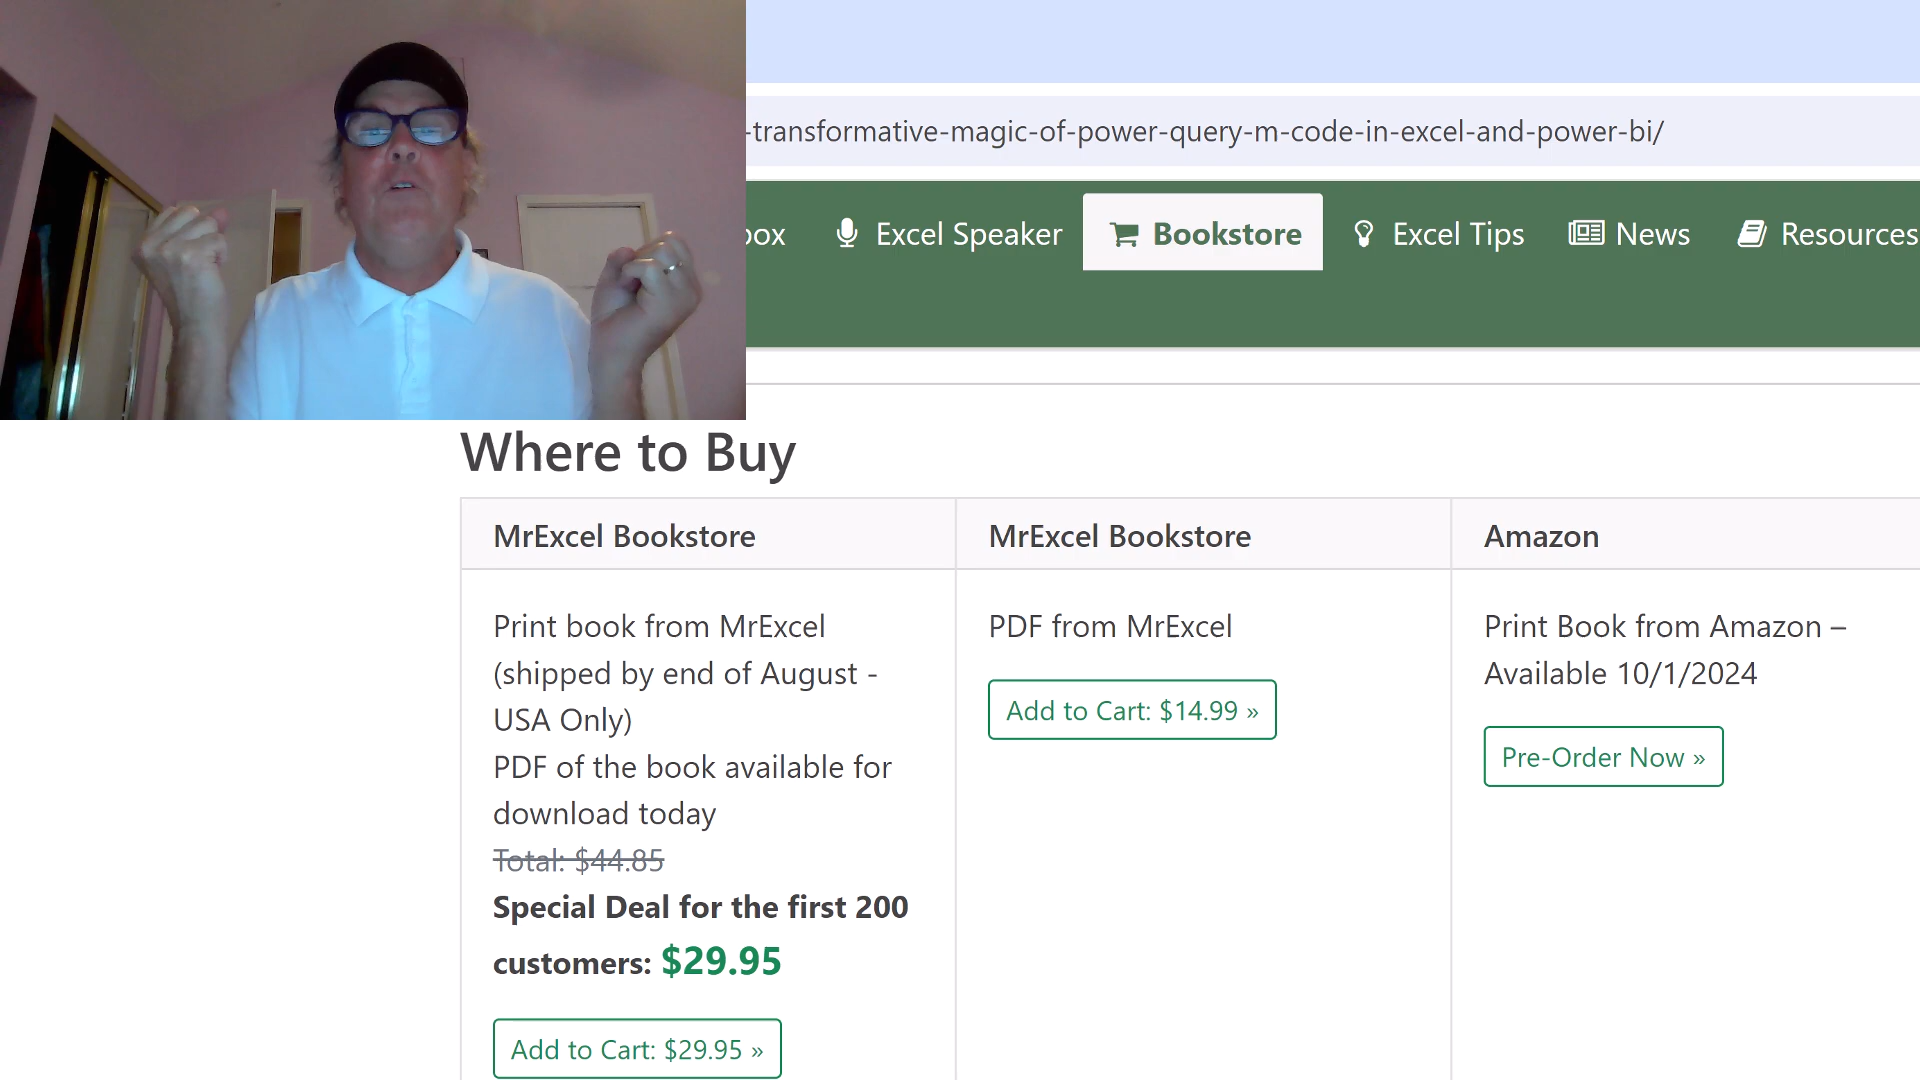 -transformative-magic-of-power-query-m-code-in-excel-and-power-bi/
Excel Speaker Bookstore Excel Tips News Resources
Where to Buy
MrExcel Bookstore
MrExcel Bookstore
Amazon
Print book from MrExcel
(shipped by end of August -
USA Only)
PDF of the book available for
download today
Total: $44.85
Special Deal for the first 200
customers: $29.95
Add to Cart: $29.95 »
PDF from MrExcel
Add to Cart: $14.99 »
Print Book from Amazon –
Available 10/1/2024
Pre-Order Now »